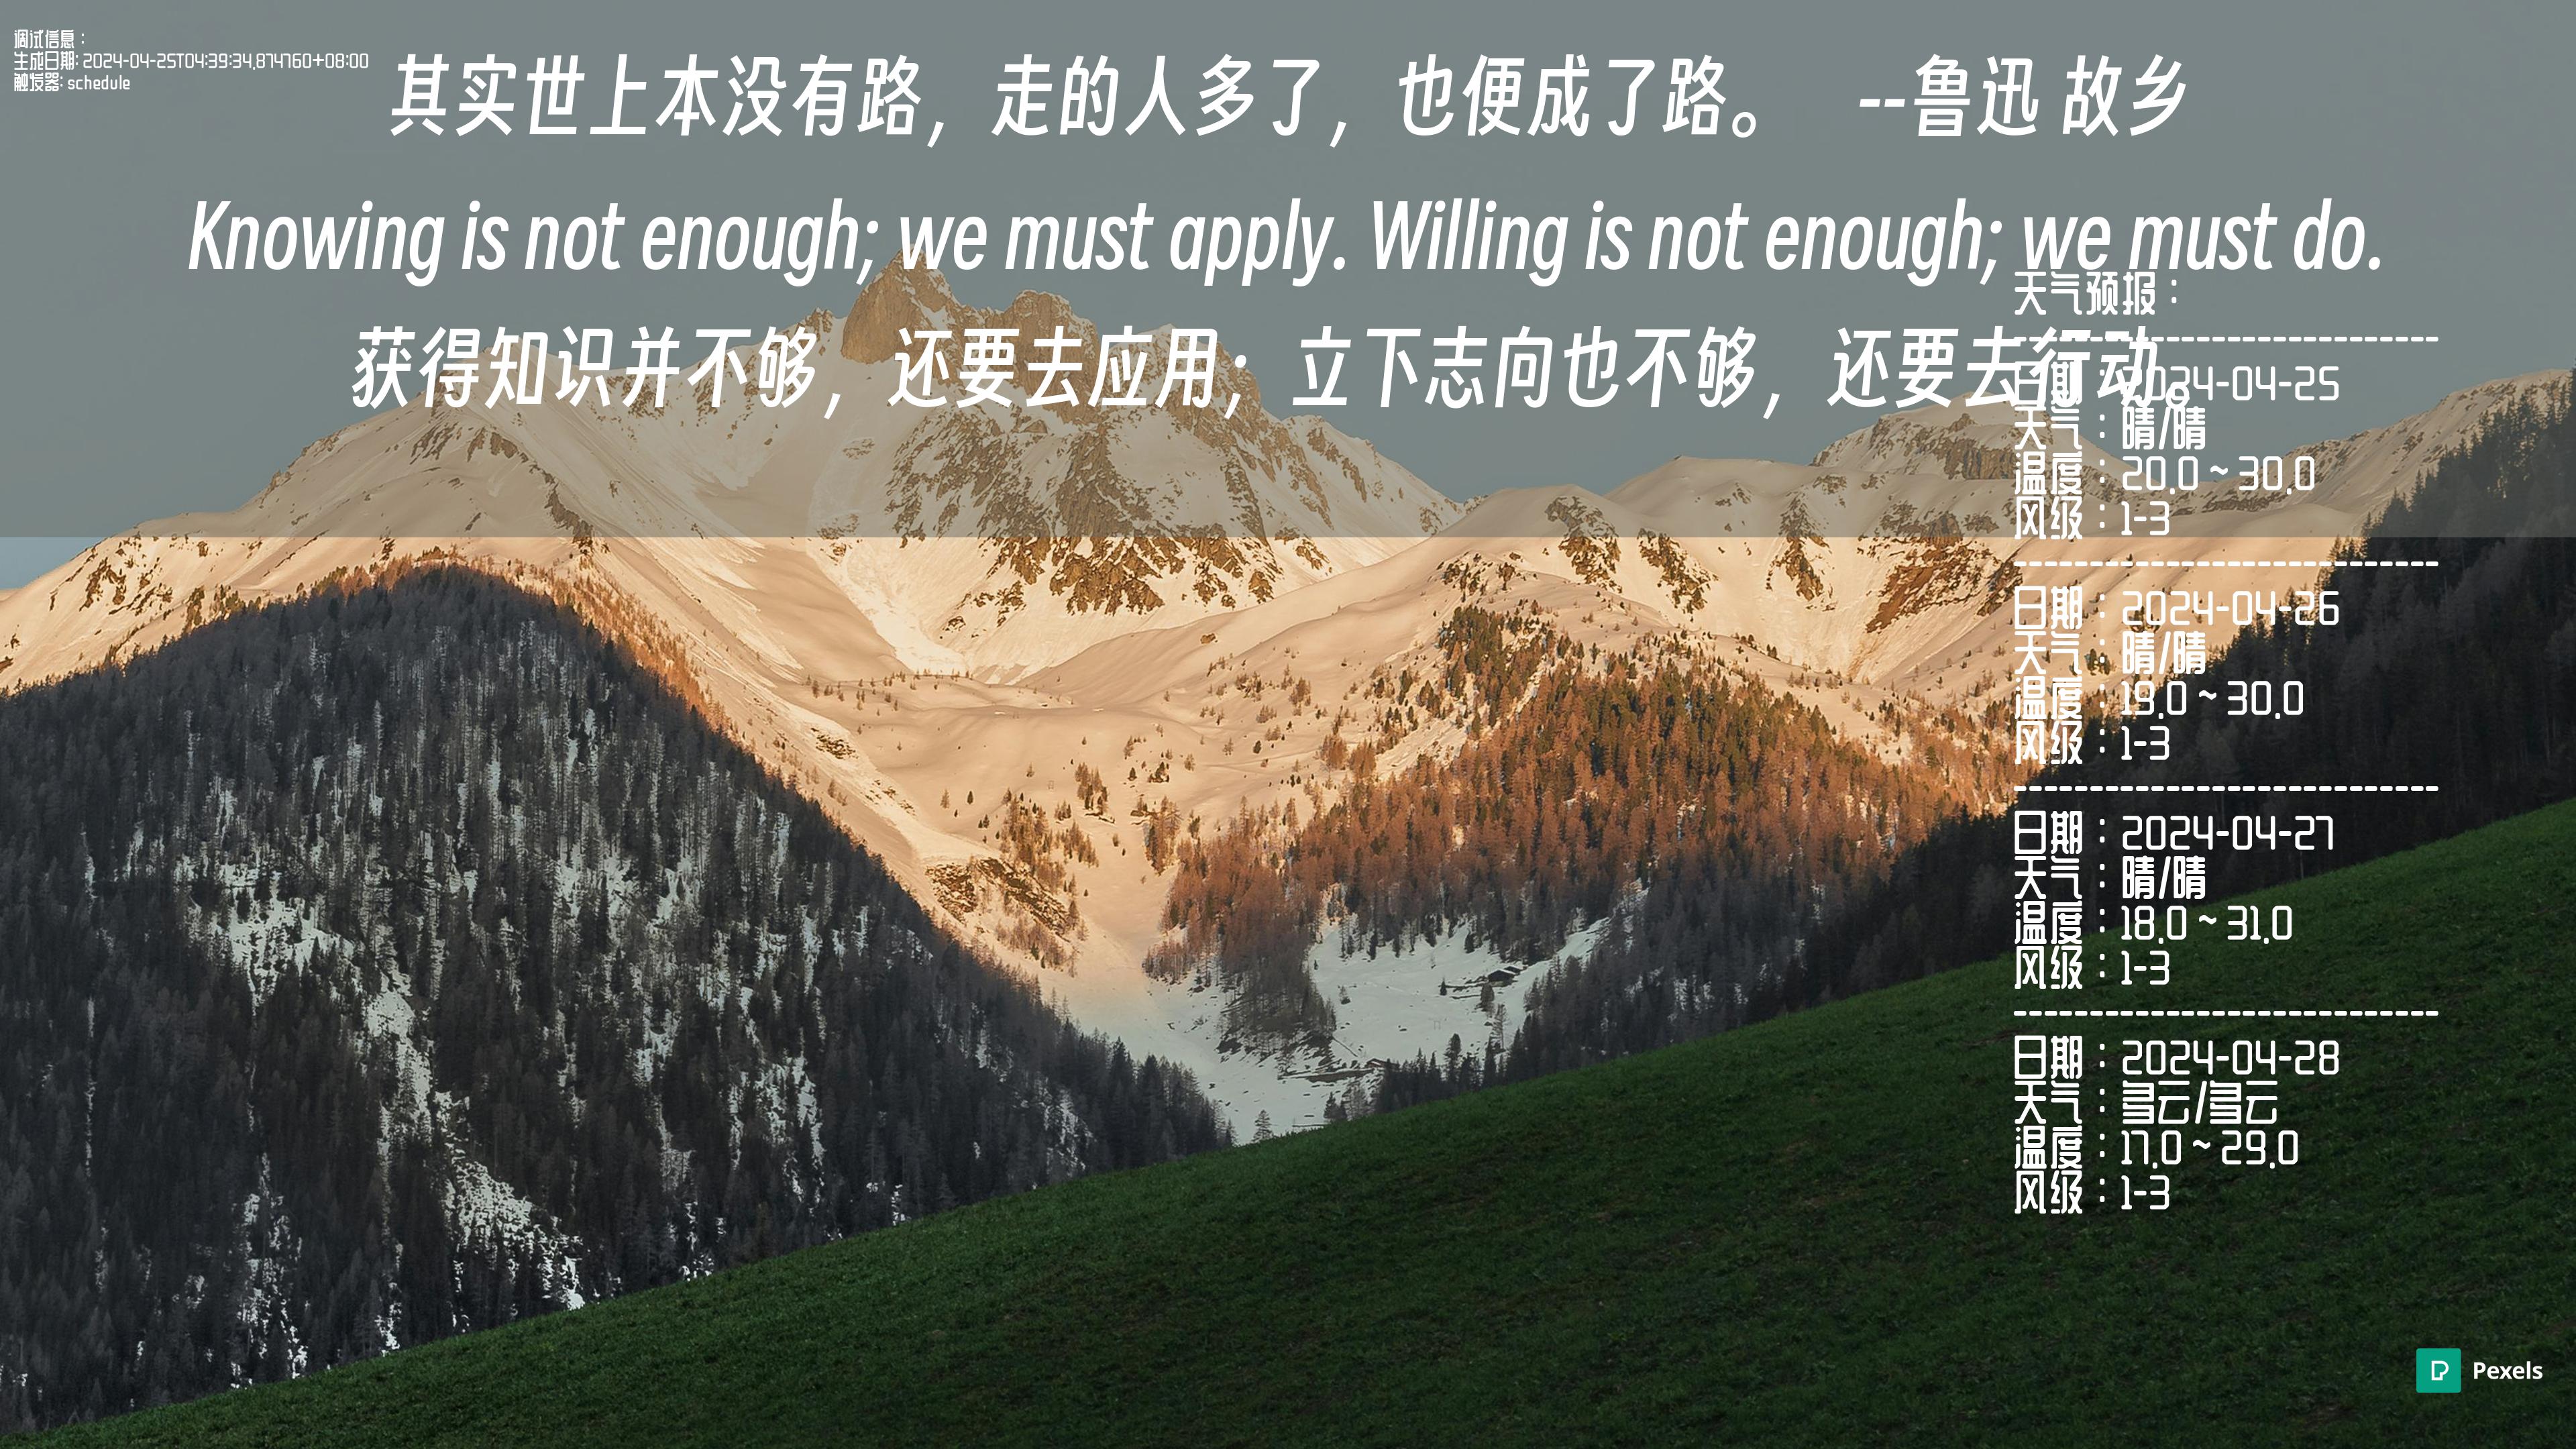 调试信息：
生成日期: 2024-04-25T04:39:34.874760+08:00
触发器: schedule
其实世上本没有路，走的人多了，也便成了路。 --鲁迅 故乡
Knowing is not enough; we must apply. Willing is not enough; we must do.
获得知识并不够，还要去应用；立下志向也不够，还要去行动。
天气预报：
----------------------------
日期：2024-04-25
天气：晴/晴
温度：20.0 ~ 30.0
风级：1-3
----------------------------
日期：2024-04-26
天气：晴/晴
温度：19.0 ~ 30.0
风级：1-3
----------------------------
日期：2024-04-27
天气：晴/晴
温度：18.0 ~ 31.0
风级：1-3
----------------------------
日期：2024-04-28
天气：多云/多云
温度：17.0 ~ 29.0
风级：1-3
Pexels